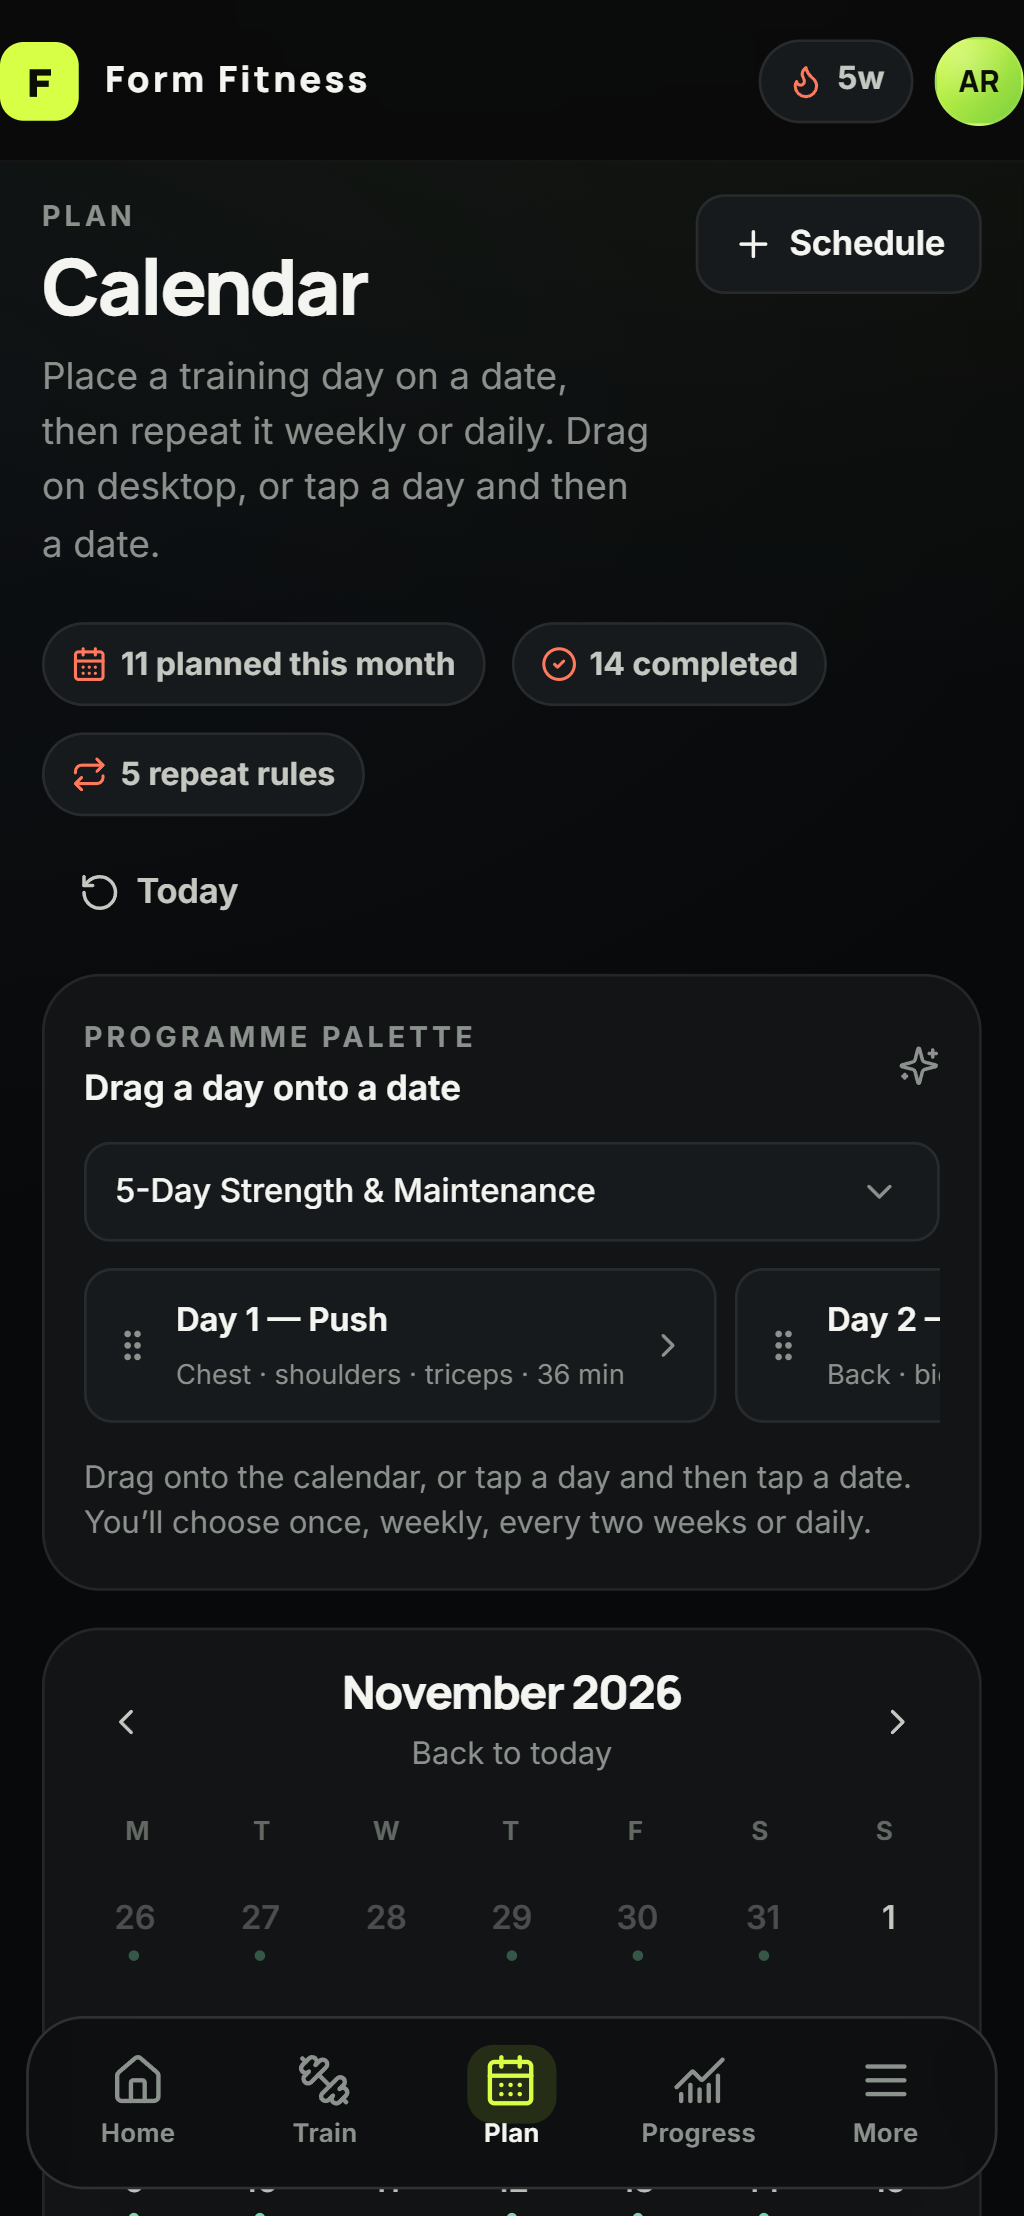 F Form Fitness 5w AR
PLAN
Calendar
+ Schedule
Place a training day on a date,
then repeat it weekly or daily. Drag
on desktop, or tap a day and then
a date.
11 planned this month 14 completed
5 repeat rules
Today
PROGRAMME PALETTE
Drag a day onto a date
5-Day Strength & Maintenance
Day 1 — Push
Chest · shoulders · triceps · 36 min
Day 2 –
Back ·
Drag onto the calendar, or tap a day and then tap a date.
You’ll choose once, weekly, every two weeks or daily.
November 2026
Back to today
M T W T F S S
26 27 28 29 30 31 1
Home Train Plan Progress More